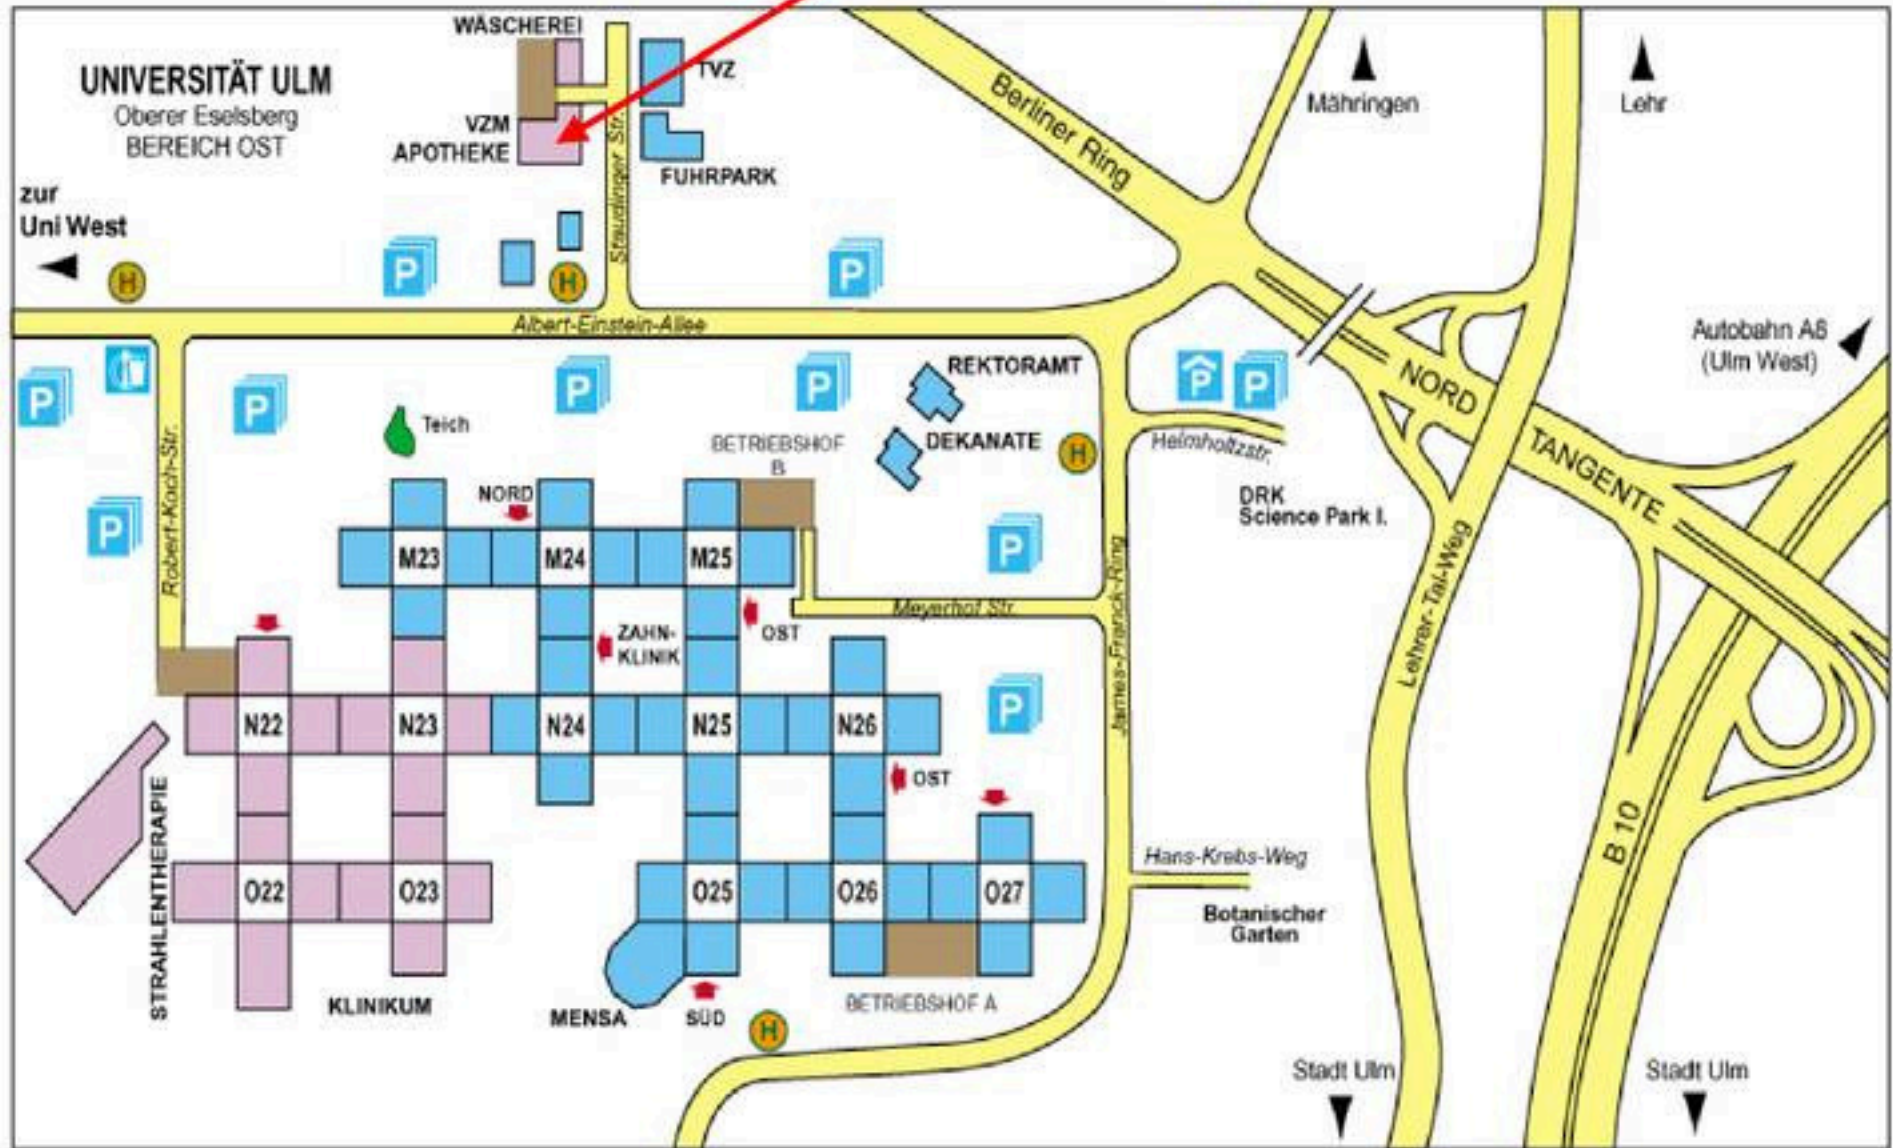 WÄSCHEREI
UNIVERSITÄT ULM
Oberer Eselsberg
BEREICH OST
TVZ
VZM
APOTHEKE
FUHRPARK
Staudinger Str.
Berliner Ring
Mähringen
Lehr
zur
Uni West
H
P
H
P
Albert-Einstein-Allee
Autobahn A8
(Ulm West)
P
P
P
P
REKTORAMT
P
P
NORD
TANGENTE
Teich
BETRIEBSHOF
B
DEKANATE
H
Helmholtzstr.
Robert-Koch-Str.
P
NORD
P
DRK
Science Park I.
M23
M24
M25
James-Franck-Ring
Lehrer-Tal-Weg
Meyerhof Str.
ZAHN-
KLINIK
OST
N22
N23
N24
N25
N26
P
OST
STRAHLENTHERAPIE
B 10
O22
O23
O25
O26
O27
Hans-Krebs-Weg
Botanischer
Garten
KLINIKUM
MENSA
SÜD
H
BETRIEBSHOF A
Stadt Ulm
Stadt Ulm